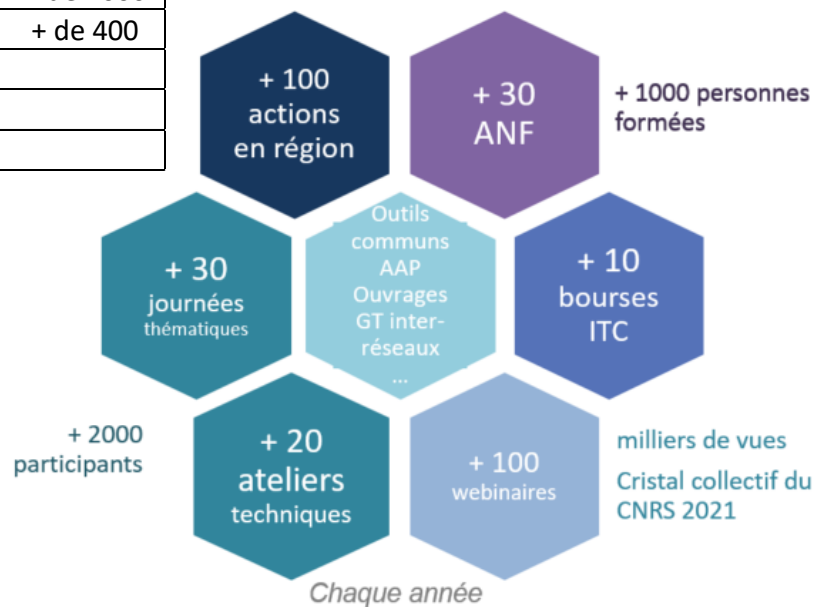 + de 400
+ 100
actions
en région
+ 30
ANF
+ 1000 personnes
formées
+ 30
journées
thématiques
Outils
communs
AAP
Ouvrages
GT inter-
réseaux
...
+ 10
bourses
ITC
+ 2000
participants
+ 20
ateliers
techniques
+ 100
webinaires
milliers de vues
Cristal collectif du
CNRS 2021
Chaque année